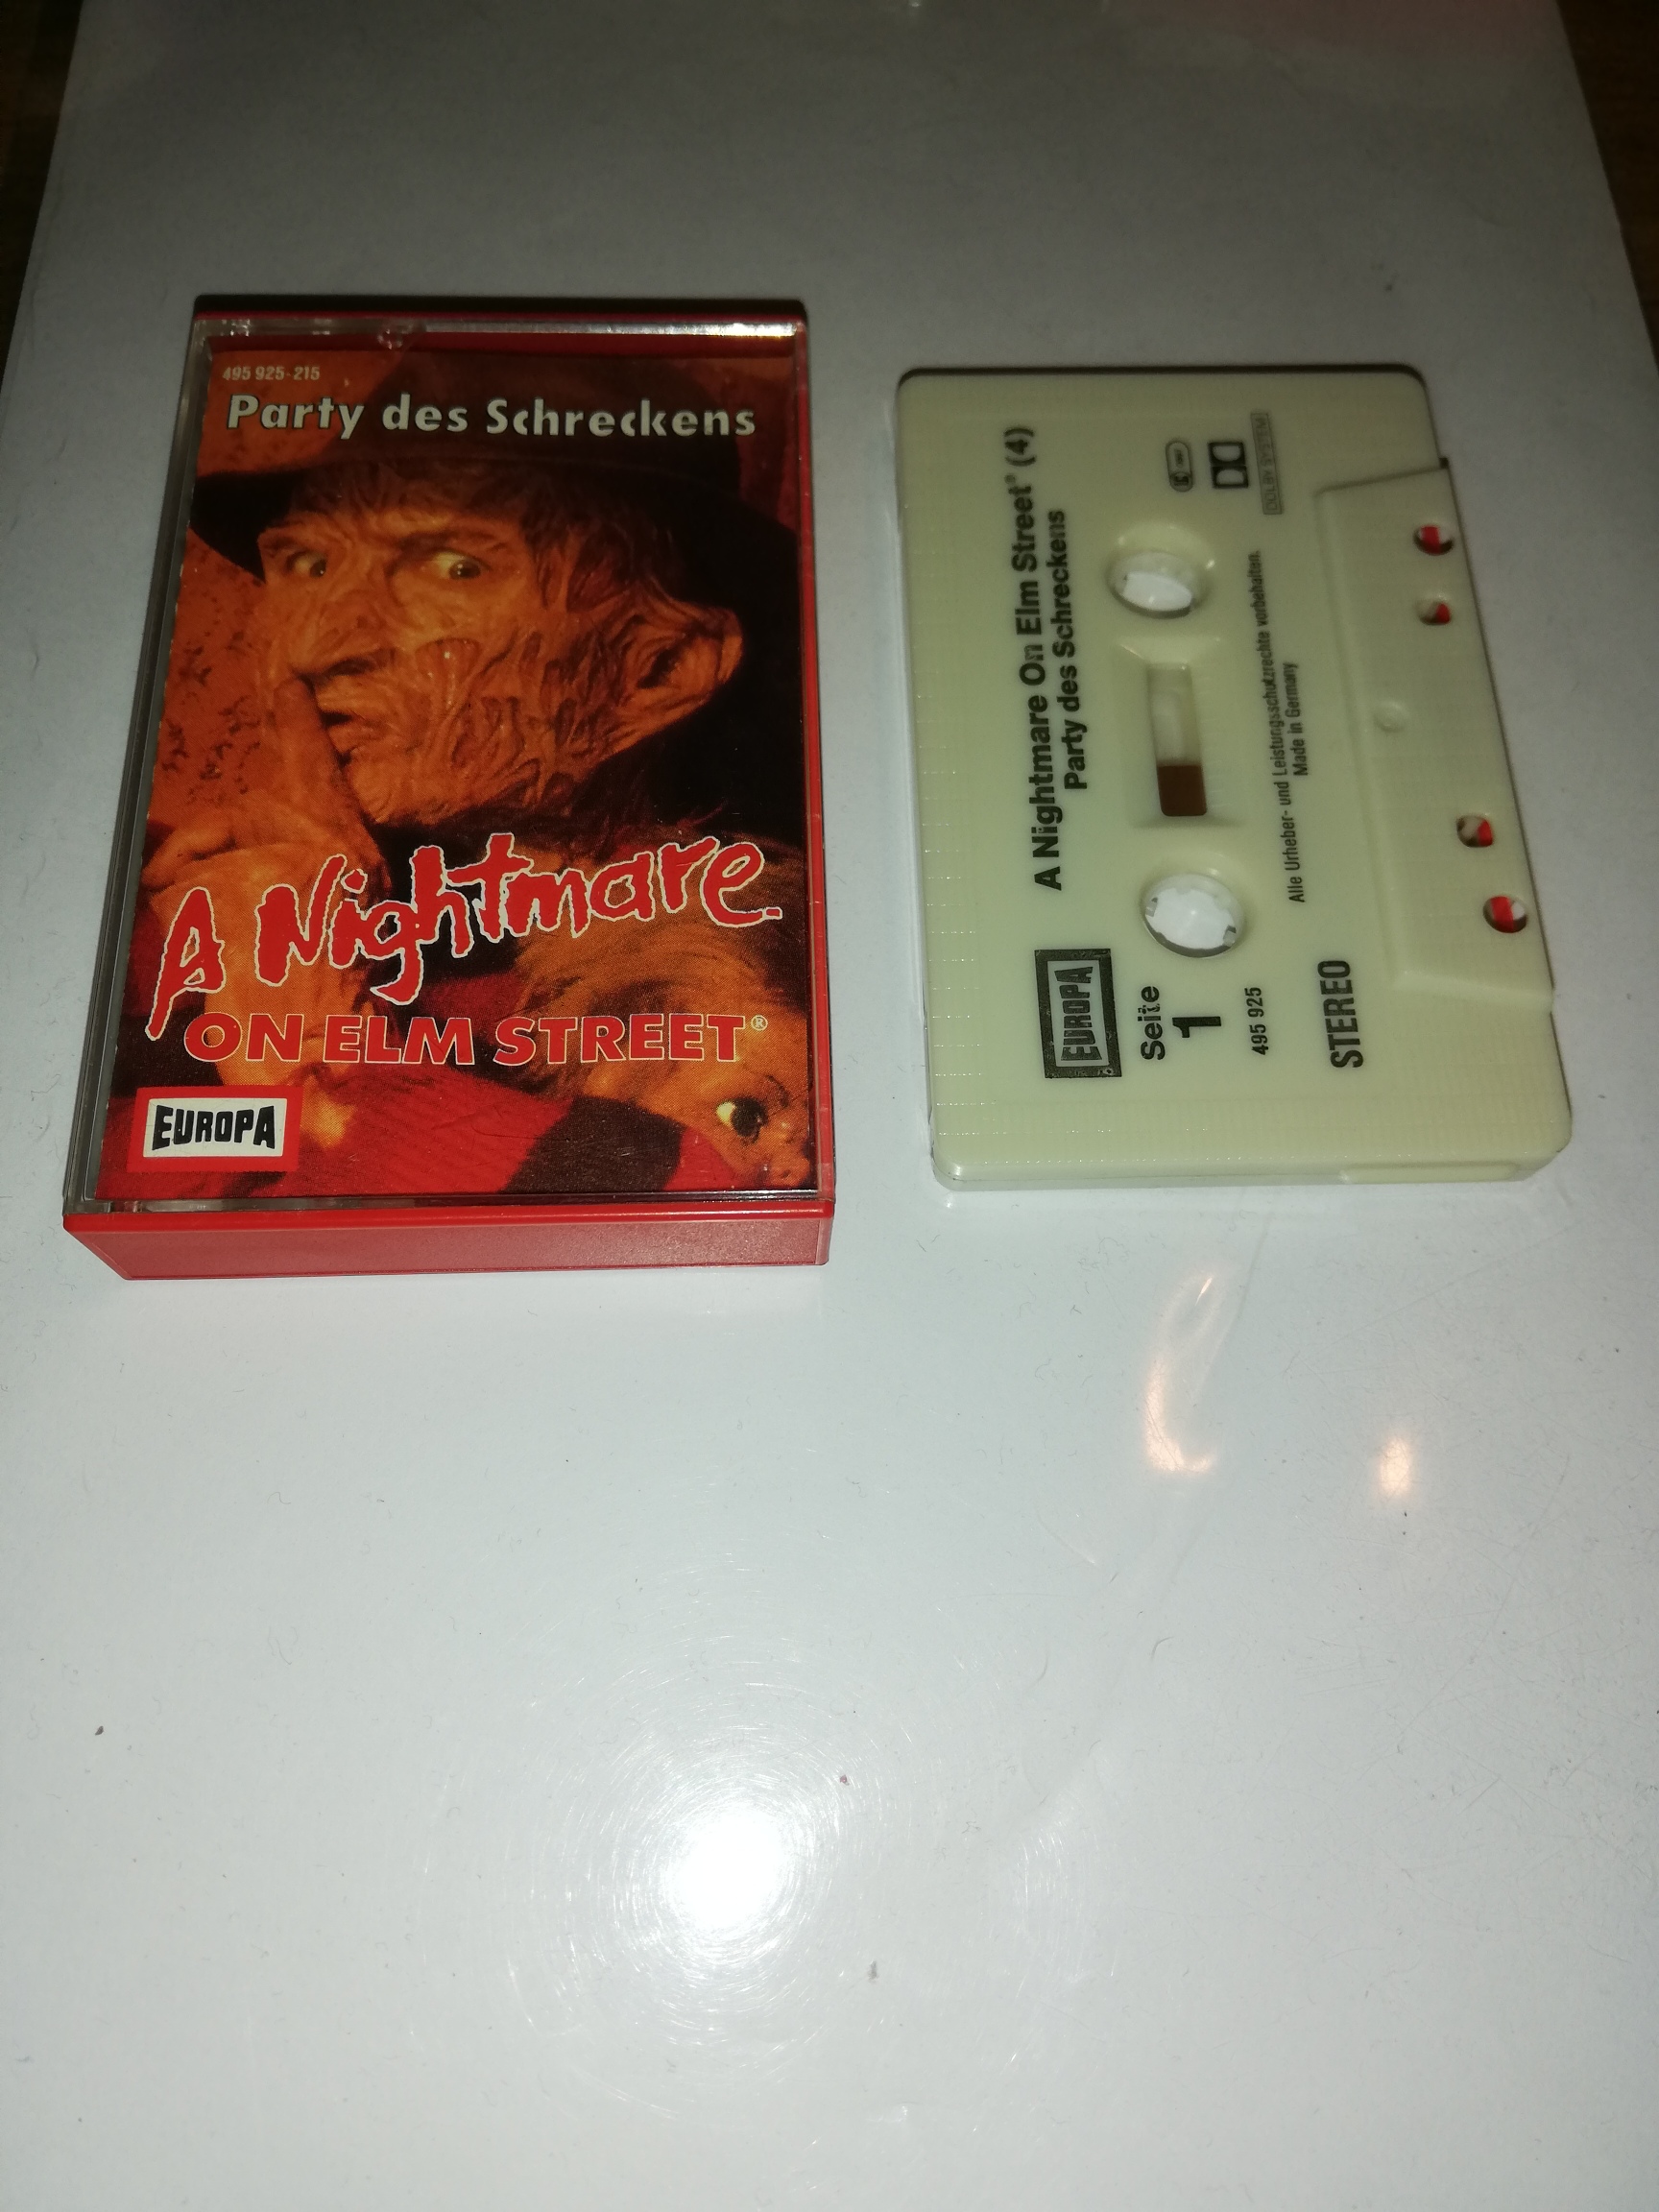 495 925-215
Party des Schreckens
A Nightmare
ON ELM STREET®
EUROPA
A Nightmare On Elm Street® (4)
Party des Schreckens
EUROPA
Seite
1
495 925
STEREO
Alle Urheber- und Leistungsschutzrechte vorbehalten.
Made in Germany
DOLBY SYSTEM